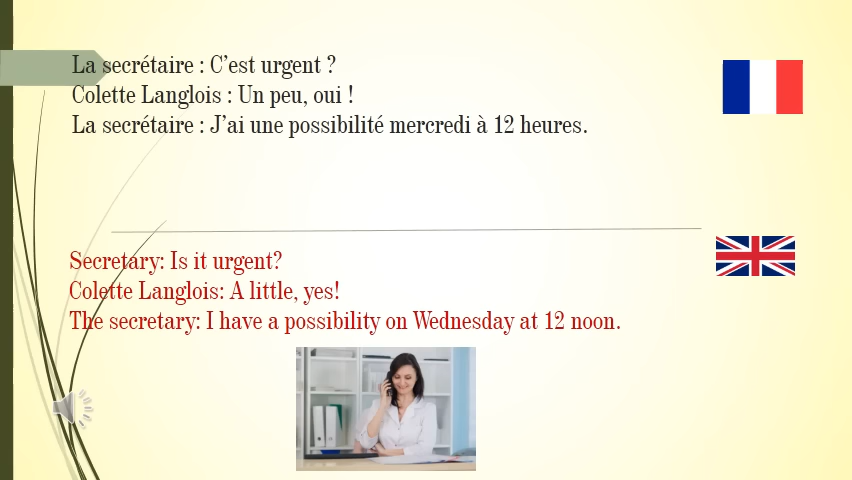 La secrétaire : C’est urgent ?
Colette Langlois : Un peu, oui !
La secrétaire : J’ai une possibilité mercredi à 12 heures.
Secretary: Is it urgent?
Colette Langlois: A little, yes!
The secretary: I have a possibility on Wednesday at 12 noon.